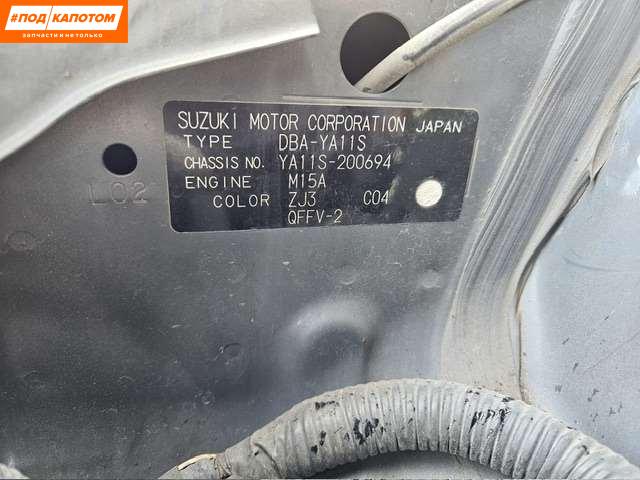 #ПОД КАПОТОМ
запчасти и не только
SUZUKI MOTOR CORPORATION JAPAN
TYPE DBA-YA11S
CHASSIS NO. YA11S-200694
ENGINE M15A
COLOR ZJ3 C04
QFFV-2
L02